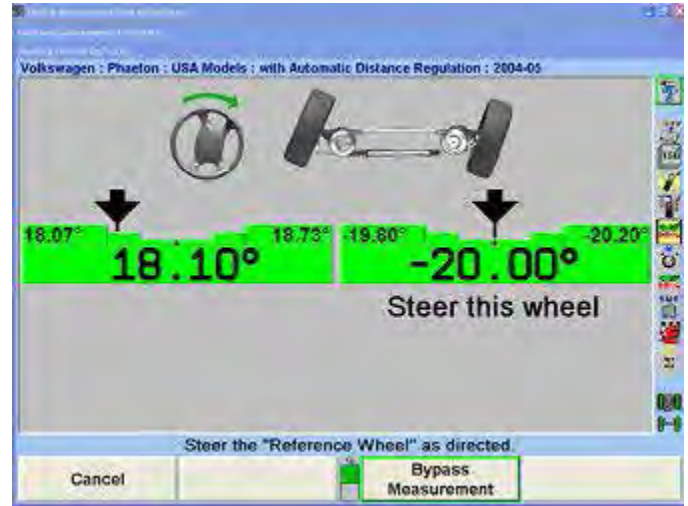 Volkswagen : Phaeton : USA Models : with Automatic Distance Regulation : 2004-05
18.07° 18.73° -19.80° -20.20°
18.10° -20.00°
Steer this wheel
Steer the "Reference Wheel" as directed.
Cancel Bypass
Measurement